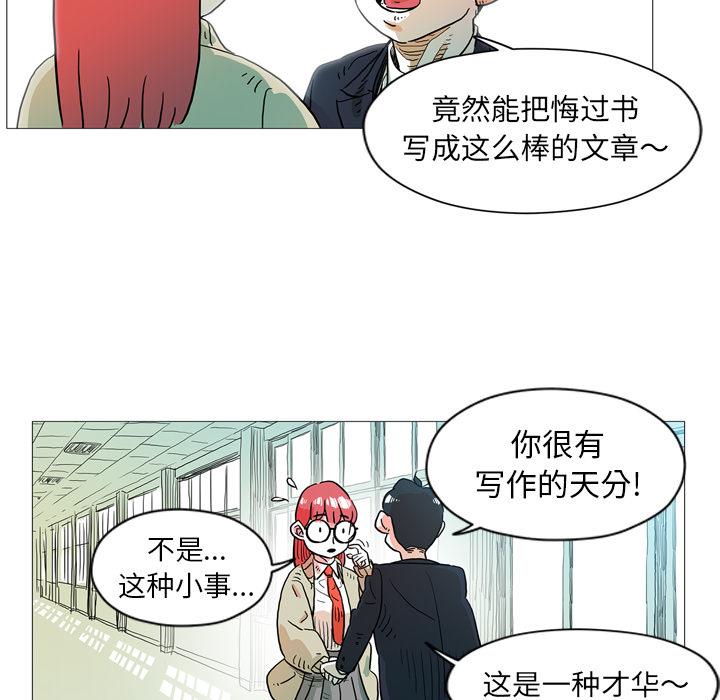 竟然能把悔过书
写成这么棒的文章～
你很有
写作的天分!
不是...
这种小事...
这是一种才华～